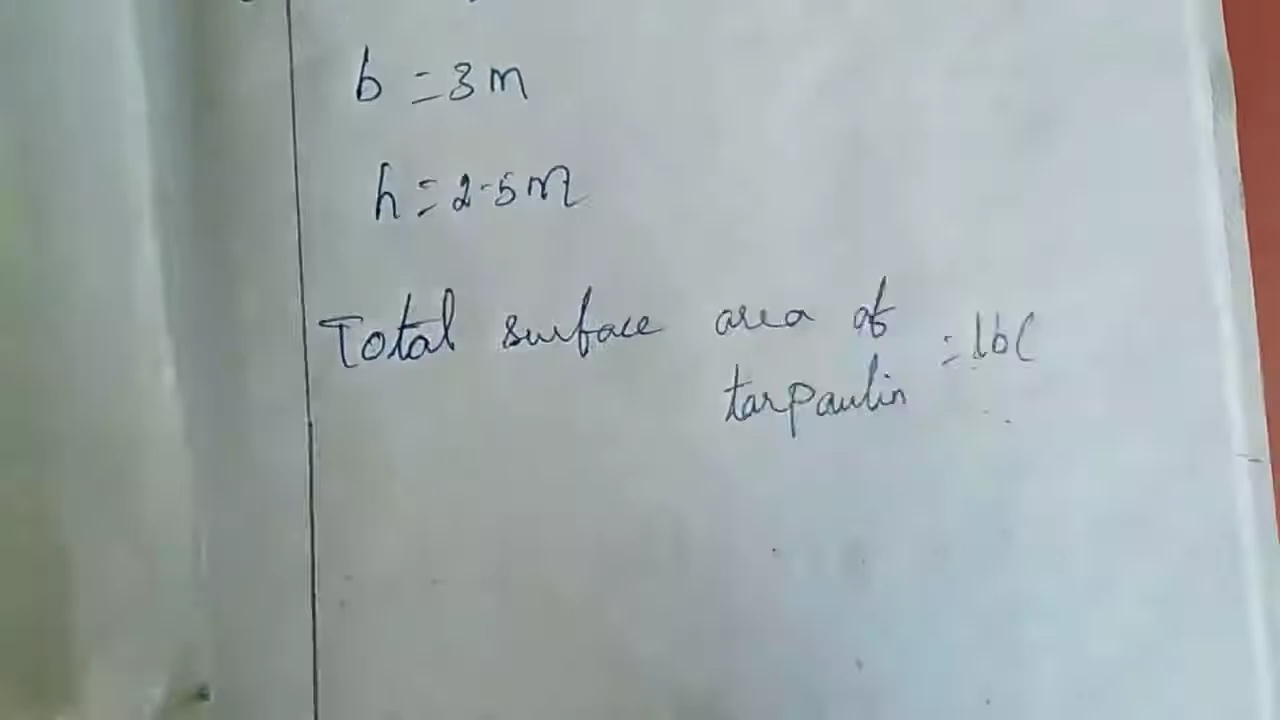 b = 3m
h = 2.5m
Total surface area of = lb(
tarpaulin